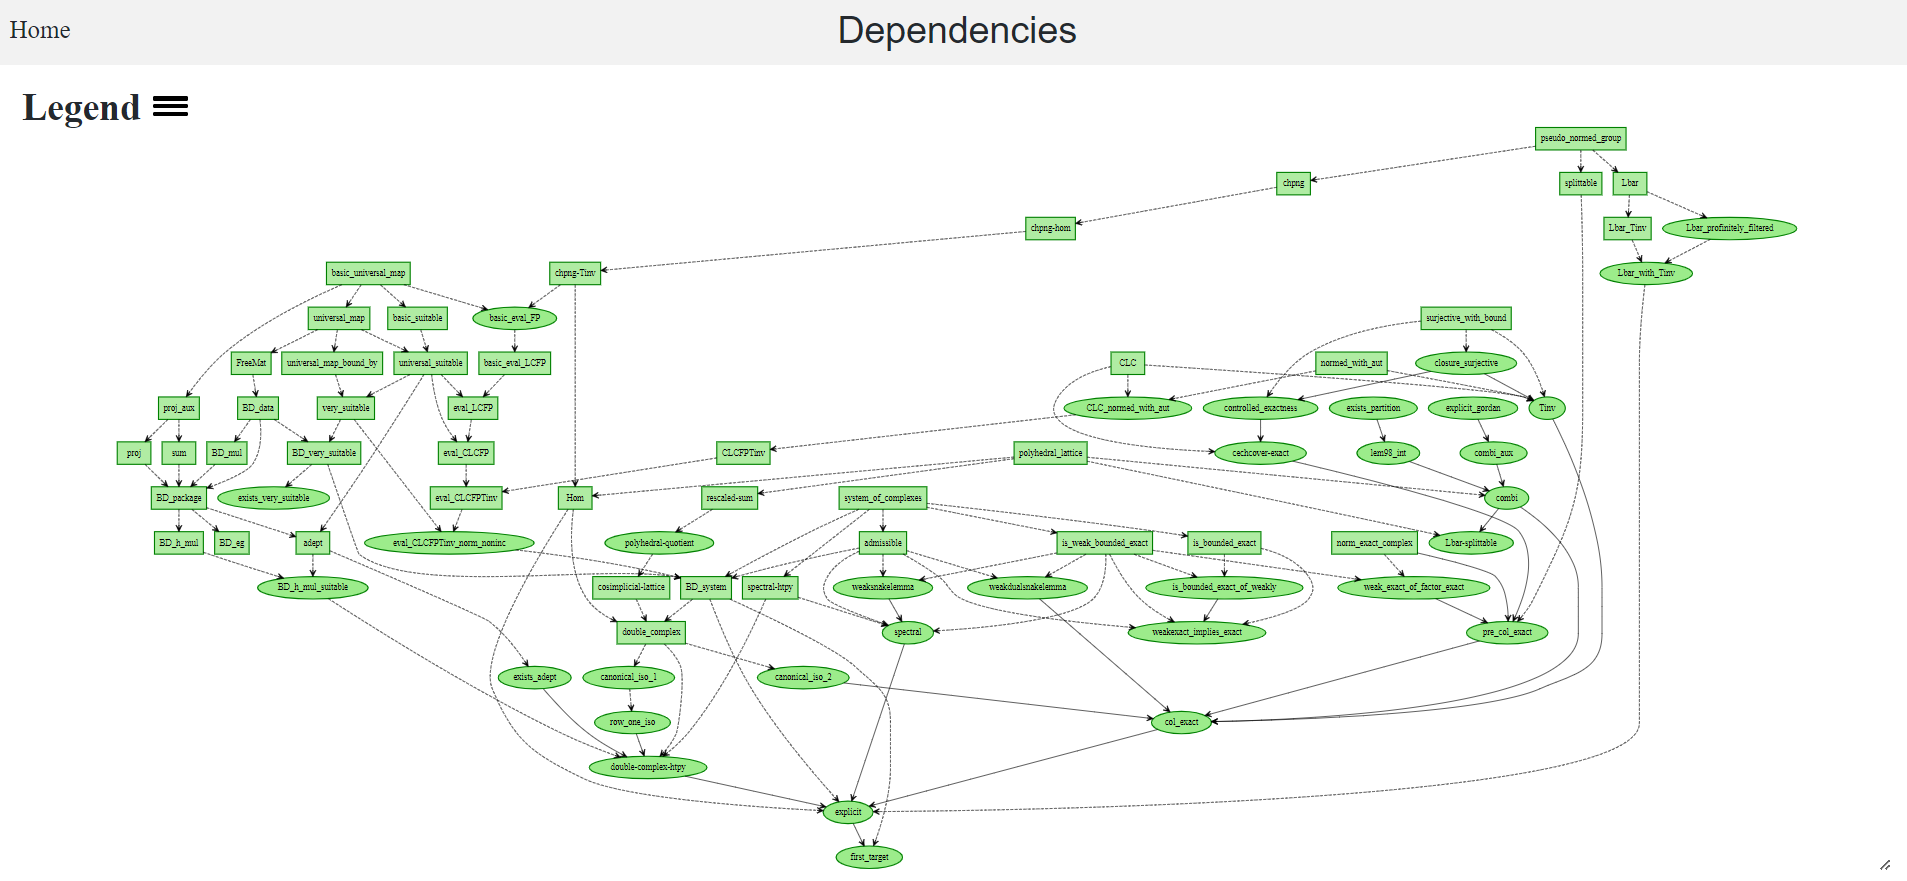 Home
Dependencies
Legend
pseudo_normed_group
chpng
splittable
Lbar
chpng-hom
Lbar_Tinv
Lbar_profinitely_filtered
basic_universal_map
chpng-Tinv
Lbar_with_Tinv
universal_map
basic_suitable
basic_eval_FP
surjective_with_bound
FreeMat
universal_map_bound_by
universal_suitable
basic_eval_LCFP
CLC
normed_with_aut
closure_surjective
proj_aux
BD_data
very_suitable
eval_LCFP
CLC_normed_with_aut
controlled_exactness
exists_partition
explicit_gordan
Tinv
proj
sum
BD_mul
BD_very_suitable
eval_CLCFP
CLCFPTinv
polyhedral_lattice
cechcover-exact
lem98_int
combi_aux
BD_package
exists_very_suitable
eval_CLCFPTinv
Hom
rescaled-sum
system_of_complexes
combi
BD_h_mul
BD_eg
adept
eval_CLCFPTinv_norm_noninc
polyhedral-quotient
admissible
is_weak_bounded_exact
is_bounded_exact
norm_exact_complex
Lbar-splittable
BD_h_mul_suitable
cosimplicial-lattice
BD_system
spectral-htpy
weaksnakelemma
weakdualsnakelemma
is_bounded_exact_of_weakly
weak_exact_of_factor_exact
double_complex
spectral
weakexact_implies_exact
pre_col_exact
exists_adept
canonical_iso_1
canonical_iso_2
row_one_iso
col_exact
double-complex-htpy
explicit
first_target